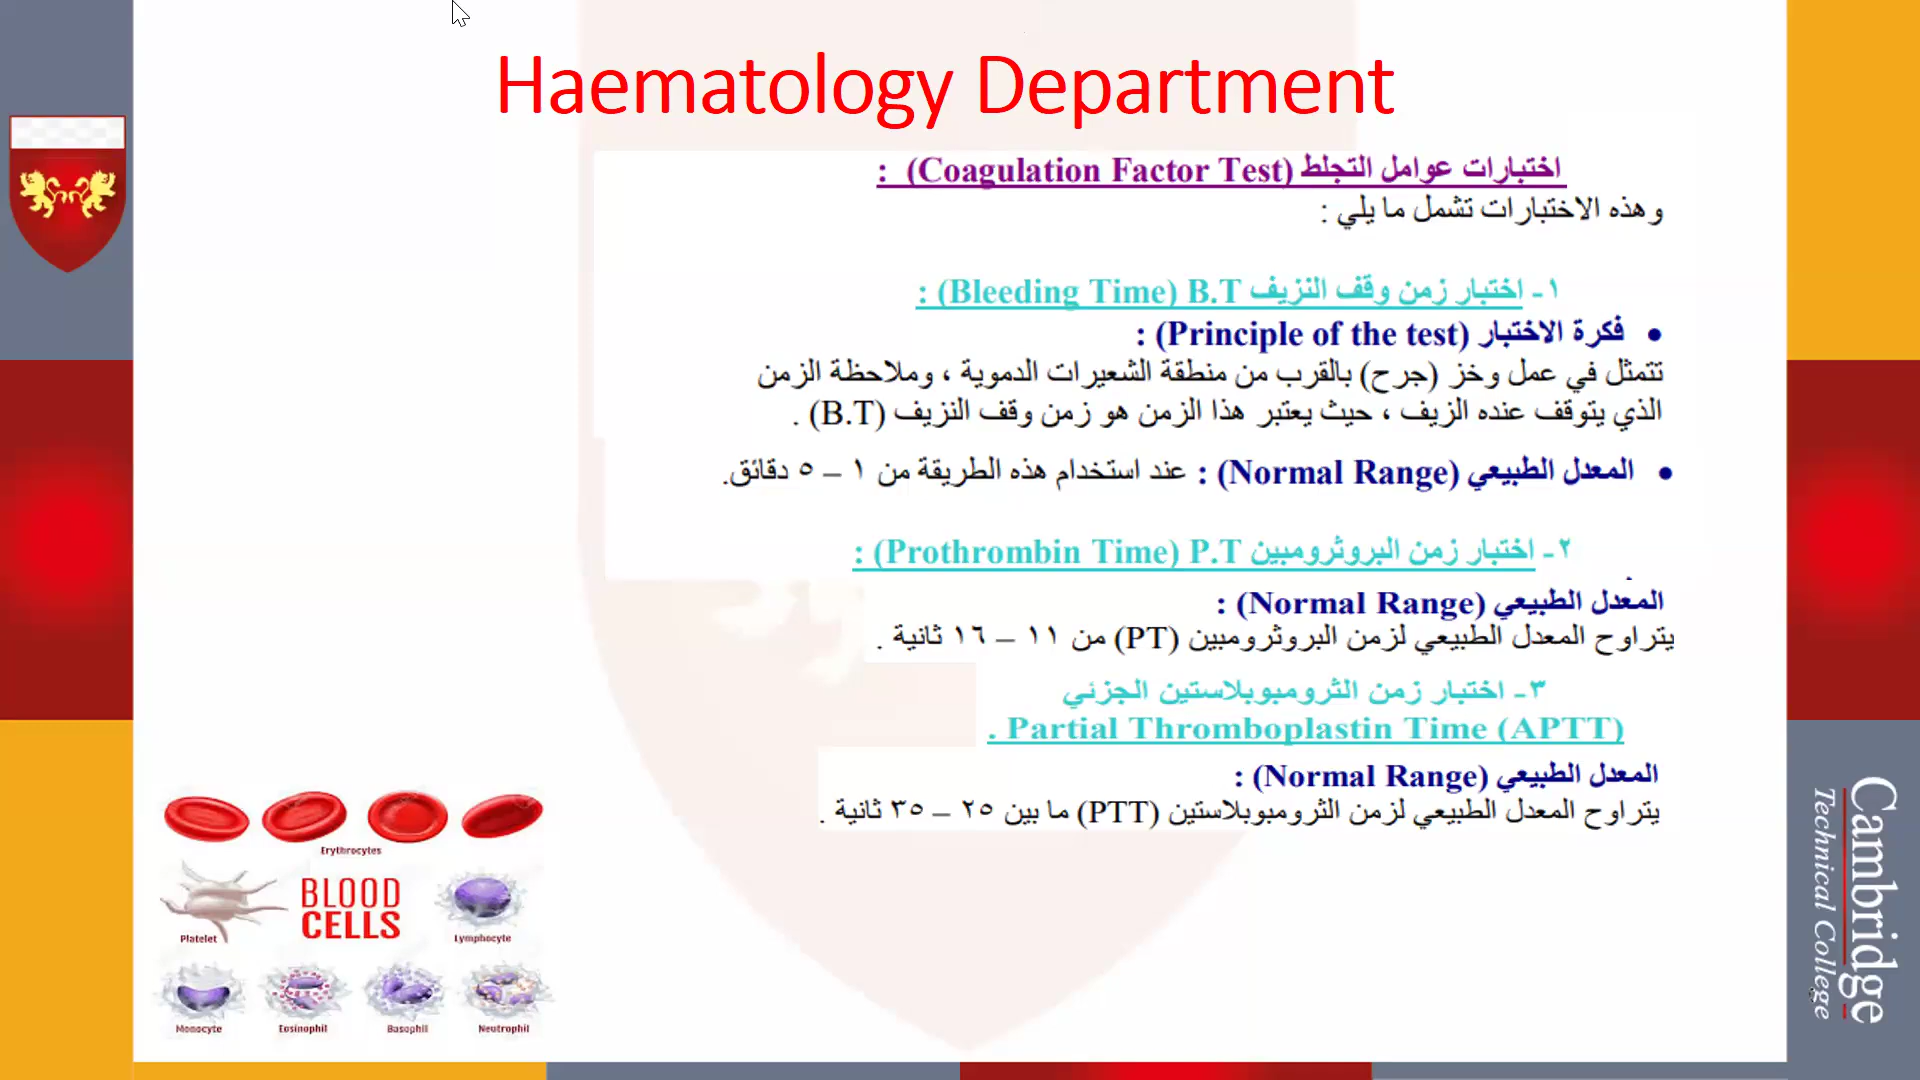 Haematology Department
اختبارات عوامل التجلط (Coagulation Factor Test) :
وهذه الاختبارات تشمل ما يلي :
١- اختبار زمن وقف النزيف B.T (Bleeding Time) :
• فكرة الاختبار (Principle of the test) :
تتمثل في عمل وخز (جرح) بالقرب من منطقة الشعيرات الدموية ، وملاحظة الزمن
الذي يتوقف عنده الزيف ، حيث يعتبر هذا الزمن هو زمن وقف النزيف (B.T) .
• المعدل الطبيعي (Normal Range) : عند استخدام هذه الطريقة من ١ – ٥ دقائق.
٢- اختبار زمن البروثرومبين P.T (Prothrombin Time) :
المعدل الطبيعي (Normal Range) :
يتراوح المعدل الطبيعي لزمن البروثرومبين (PT) من ١١ – ١٦ ثانية .
٣- اختبار زمن الثرومبوبلاستين الجزئي
Partial Thromboplastin Time (APTT) .
المعدل الطبيعي (Normal Range) :
يتراوح المعدل الطبيعي لزمن الثرومبوبلاستين (PTT) ما بين ٢٥ – ٣٥ ثانية .
Erythrocytes
BLOOD
CELLS
Platelet
Lymphocyte
Monocyte
Eosinophil
Basophil
Neutrophil
Cambridge
Technical College